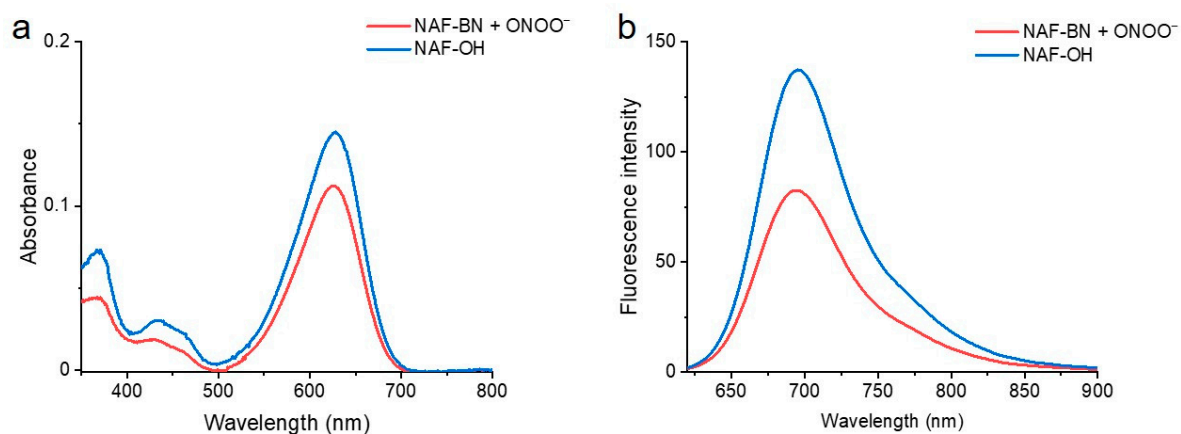 a
NAF-BN + ONOO⁻
NAF-OH
0.2
0.1
0
Absorbance
400 500 600 700 800
Wavelength (nm)
b
NAF-BN + ONOO⁻
NAF-OH
150
100
50
0
Fluorescence intensity
650 700 750 800 850 900
Wavelength (nm)